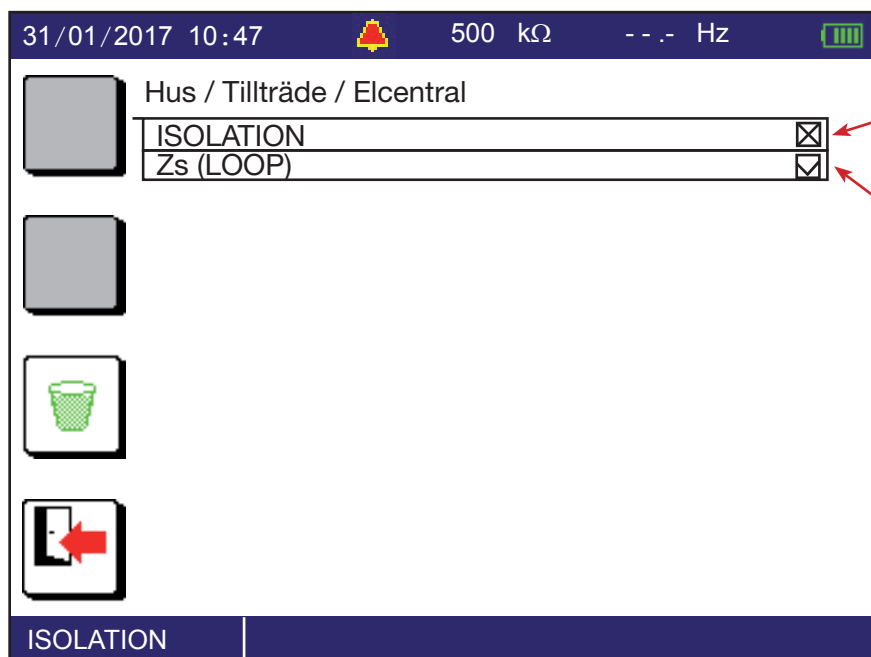 31/01/2017 10:47 500 kΩ - - .- Hz
Hus / Tillträde / Elcentral
ISOLATION
Zs (LOOP)
ISOLATION